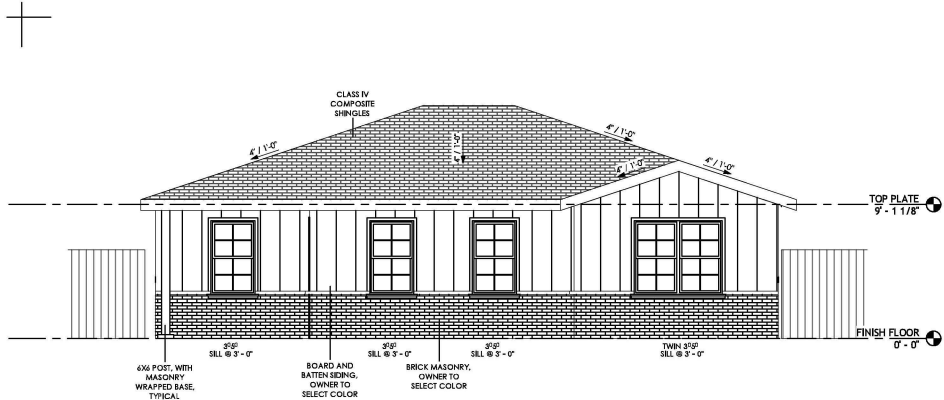 CLASS IV
COMPOSITE
SHINGLES
4" / 1'-0"
4" / 1'-0"
4" / 1'-0"
4" / 1'-0"
4" / 1'-0"
TOP PLATE
9' - 1 1/8"
FINISH FLOOR
0' - 0"
3⁰5⁰
SILL @ 3' - 0"
3⁰5⁰
SILL @ 3' - 0"
3⁰5⁰
SILL @ 3' - 0"
TWIN 3⁰5⁰
SILL @ 3' - 0"
6X6 POST, WITH
MASONRY
WRAPPED BASE,
TYPICAL
BOARD AND
BATTEN SIDING,
OWNER TO
SELECT COLOR
BRICK MASONRY,
OWNER TO
SELECT COLOR